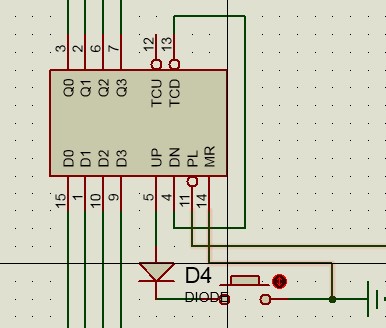 3 2 6 7 12 13
Q0 Q1 Q2 Q3 TCU TCD
D0 D1 D2 D3 UP DN PL MR
15 1 10 9 5 4 11 14
D4
DIODE